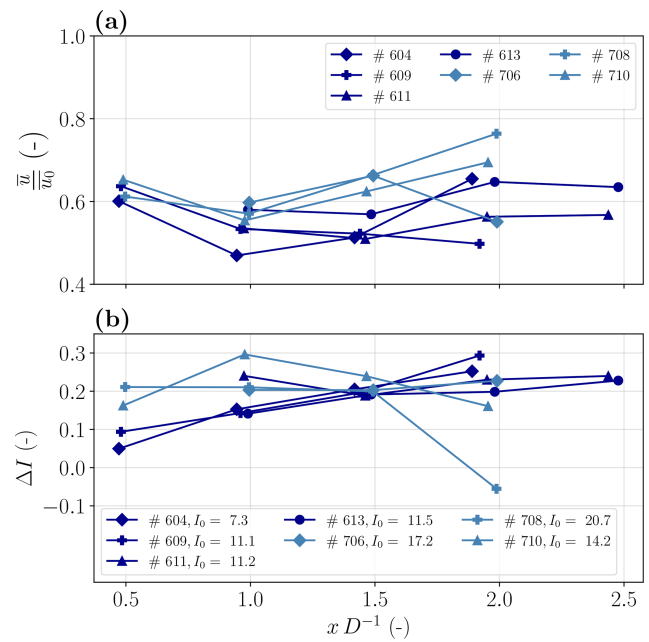 (a)
1.0
0.8
0.6
0.4
u̅ / u̅₀ (-)
# 604 # 613 # 708
# 609 # 706 # 710
# 611
(b)
0.3
0.2
0.1
0.0
−0.1
ΔI (-)
# 604, I₀ = 7.3 # 613, I₀ = 11.5 # 708, I₀ = 20.7
# 609, I₀ = 11.1 # 706, I₀ = 17.2 # 710, I₀ = 14.2
# 611, I₀ = 11.2
0.5 1.0 1.5 2.0 2.5
x D⁻¹ (-)